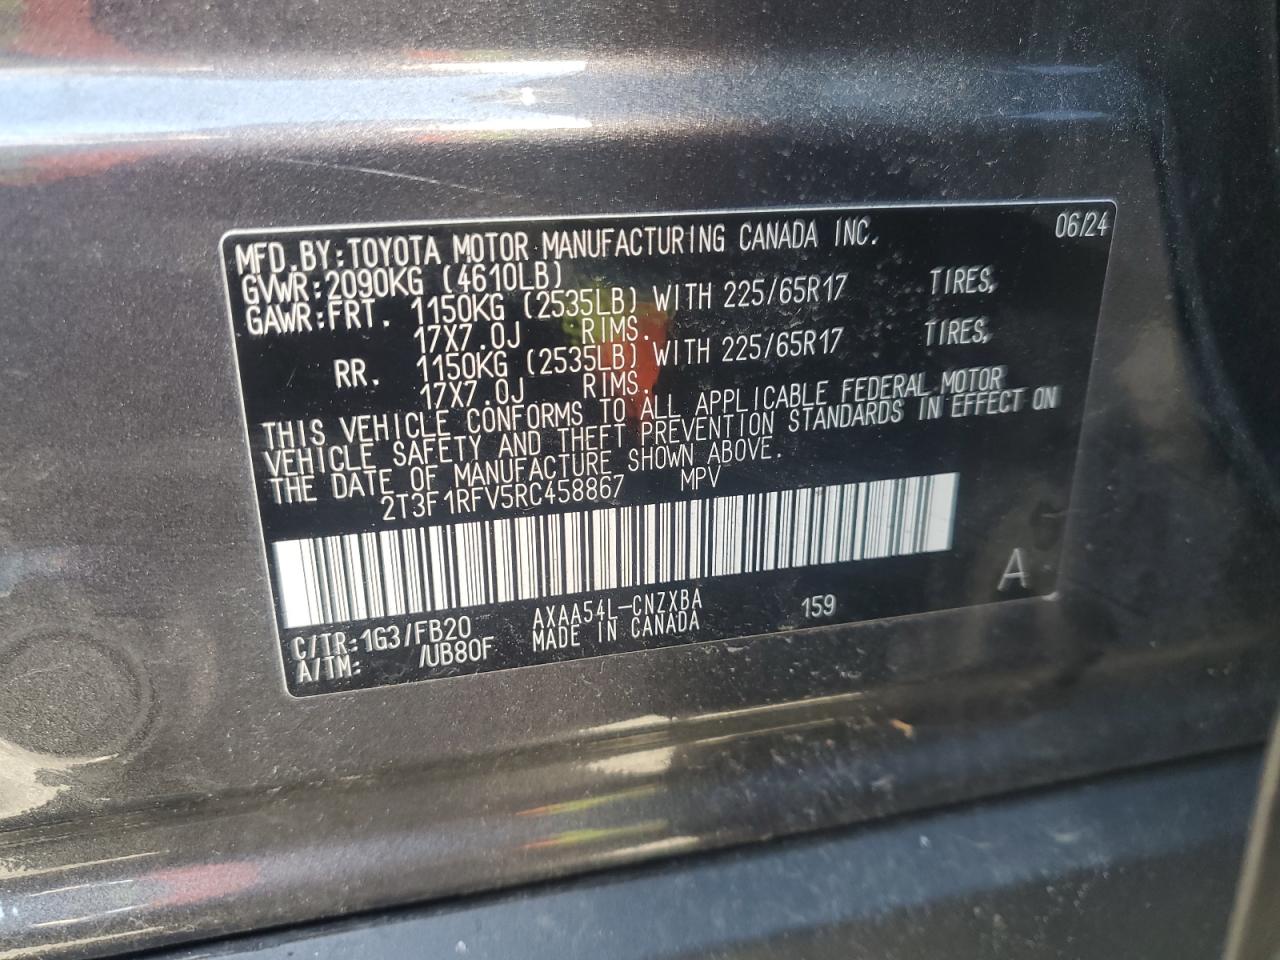 MFD.BY:TOYOTA MOTOR MANUFACTURING CANADA INC. 06/24
GVWR:2090KG (4610LB)
GAWR:FRT. 1150KG (2535LB) WITH 225/65R17 TIRES,
17X7.0J RIMS.
RR. 1150KG (2535LB) WITH 225/65R17 TIRES,
17X7.0J RIMS.
THIS VEHICLE CONFORMS TO ALL APPLICABLE FEDERAL MOTOR
VEHICLE SAFETY AND THEFT PREVENTION STANDARDS IN EFFECT ON
THE DATE OF MANUFACTURE SHOWN ABOVE.
2T3F1RFV5RC458867 MPV
A
C/TR:1G3/FB20 AXAA54L-CNZXBA 159
A/TM: /UB80F MADE IN CANADA